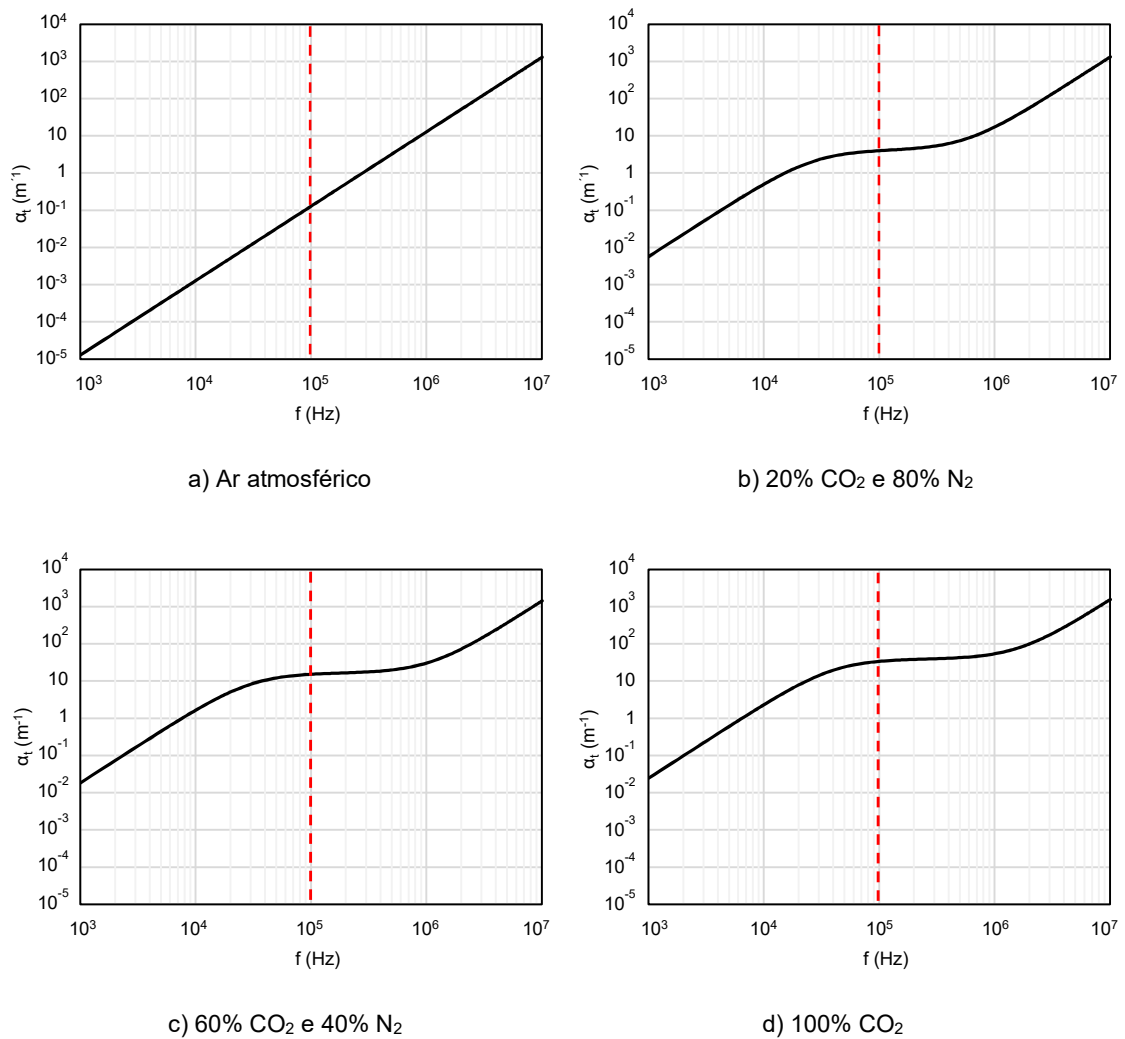 10⁴
10³
10²
10
1
10⁻¹
10⁻²
10⁻³
10⁻⁴
10⁻⁵
αₜ (m⁻¹)
10³ 10⁴ 10⁵ 10⁶ 10⁷
f (Hz)
a) Ar atmosférico
10⁴
10³
10²
10
1
10⁻¹
10⁻²
10⁻³
10⁻⁴
10⁻⁵
αₜ (m⁻¹)
10³ 10⁴ 10⁵ 10⁶ 10⁷
f (Hz)
b) 20% CO₂ e 80% N₂
10⁴
10³
10²
10
1
10⁻¹
10⁻²
10⁻³
10⁻⁴
10⁻⁵
αₜ (m⁻¹)
10³ 10⁴ 10⁵ 10⁶ 10⁷
f (Hz)
c) 60% CO₂ e 40% N₂
10⁴
10³
10²
10
1
10⁻¹
10⁻²
10⁻³
10⁻⁴
10⁻⁵
αₜ (m⁻¹)
10³ 10⁴ 10⁵ 10⁶ 10⁷
f (Hz)
d) 100% CO₂